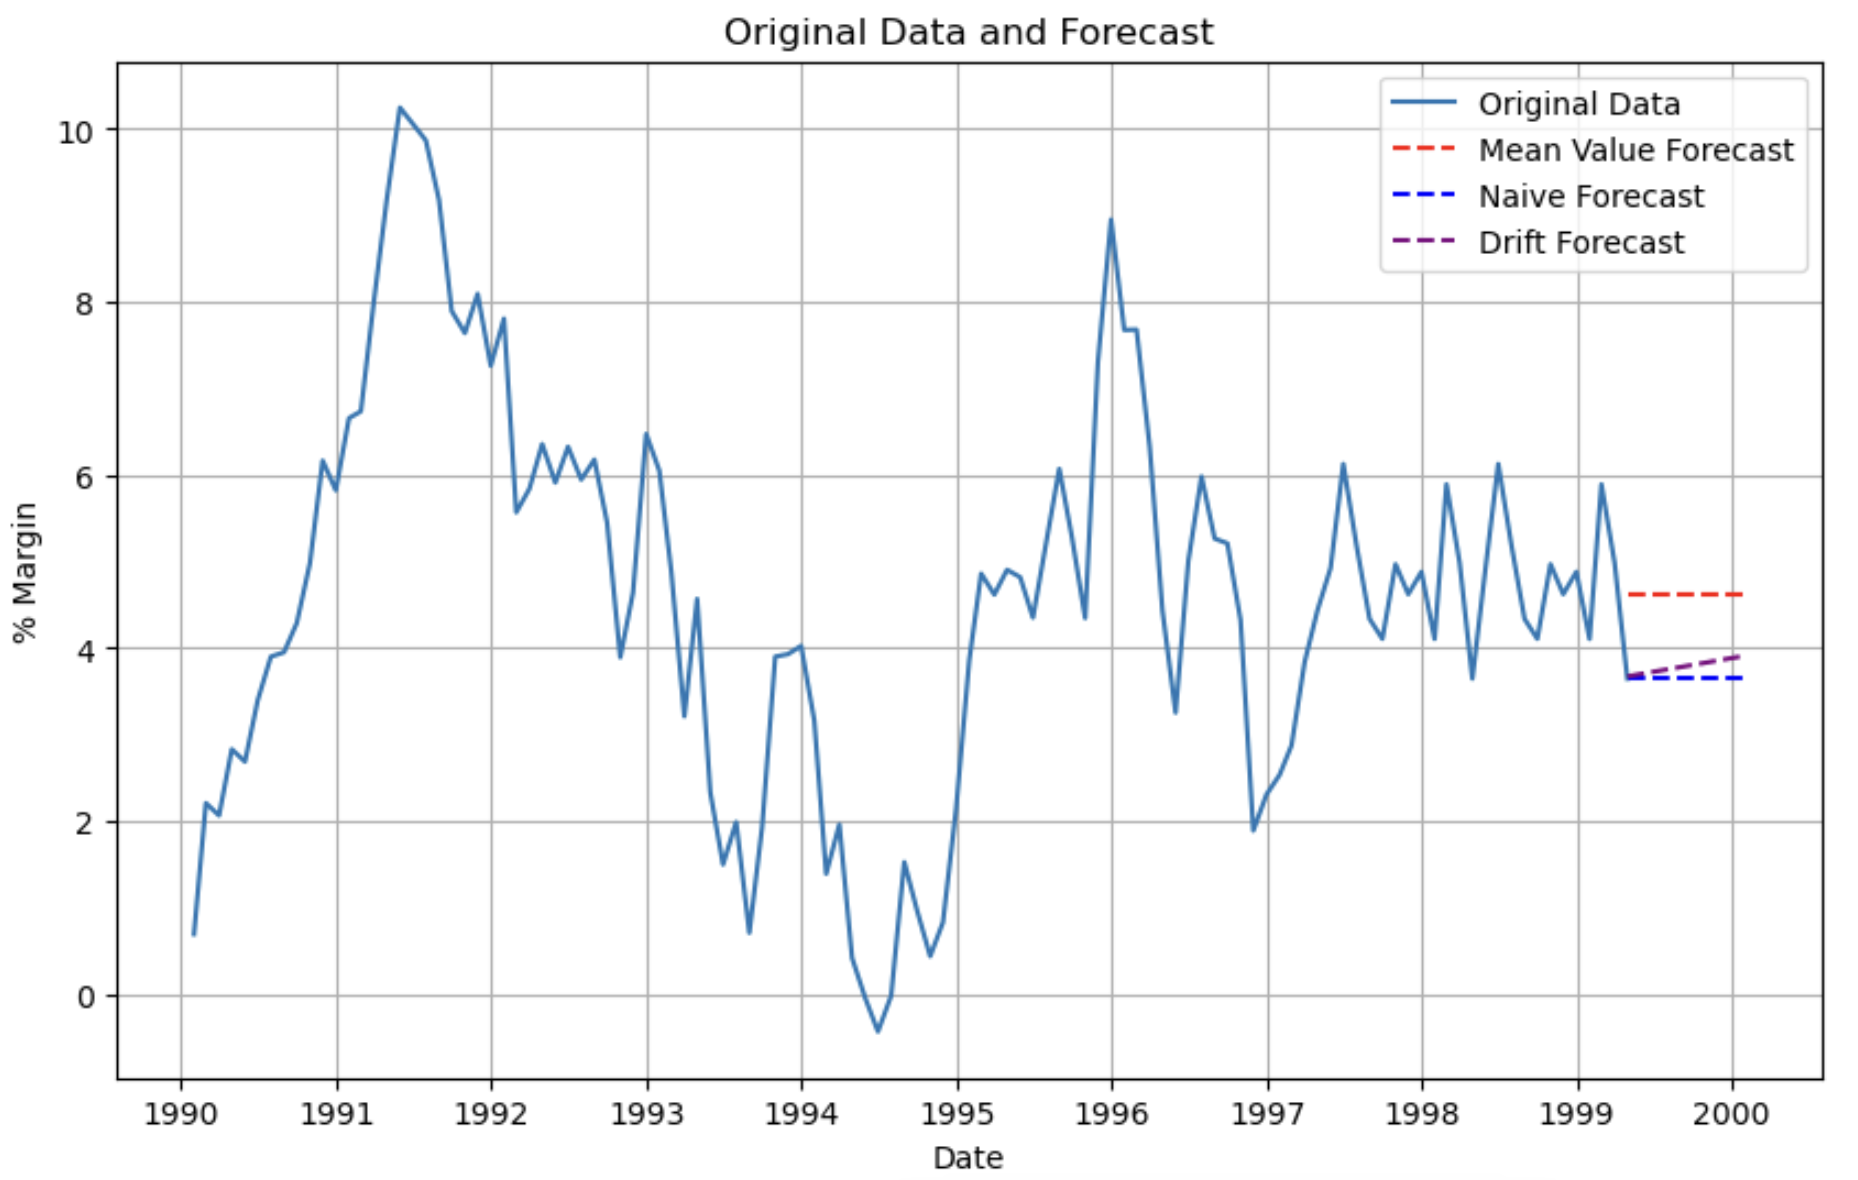 Original Data and Forecast
Original Data
Mean Value Forecast
Naive Forecast
Drift Forecast
10
8
6
4
2
0
% Margin
1990 1991 1992 1993 1994 1995 1996 1997 1998 1999 2000
Date